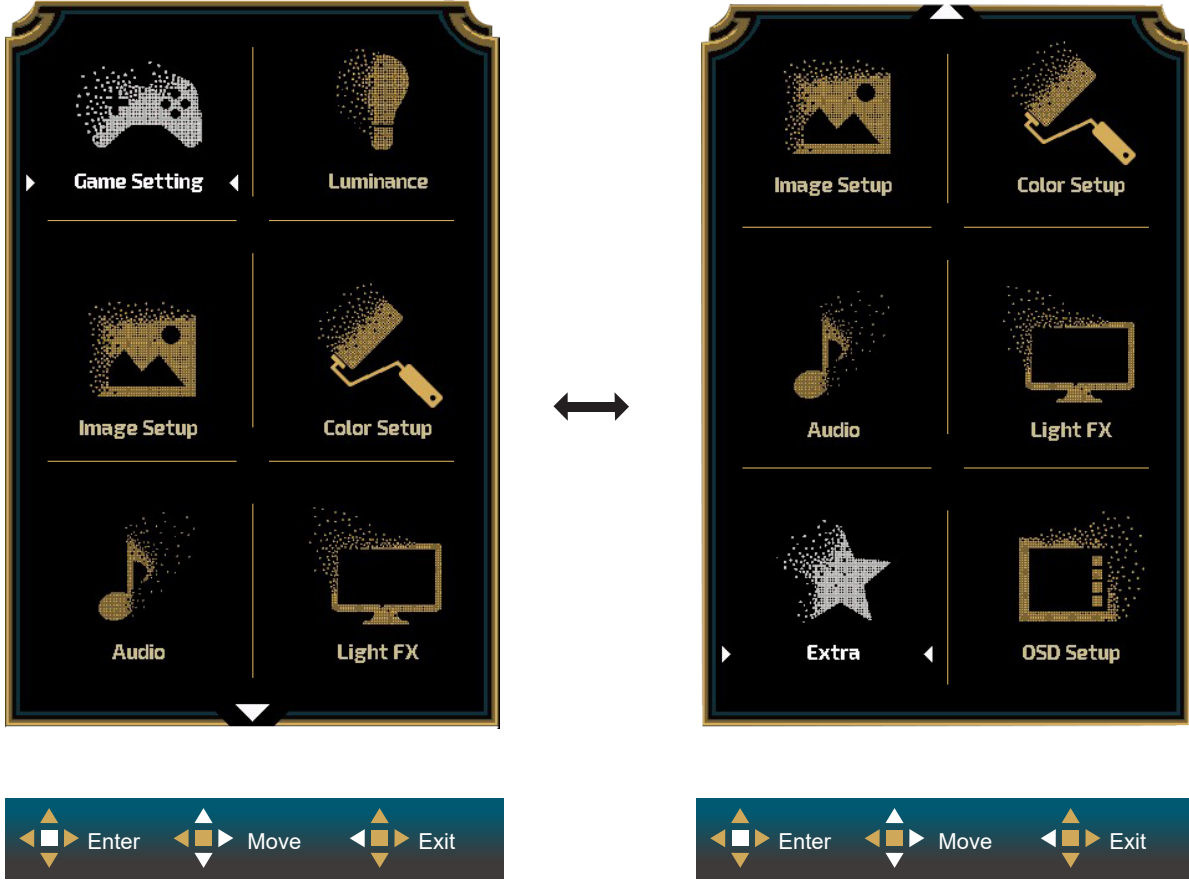 Game Setting
Luminance
Image Setup
Color Setup
Audio
Light FX
Enter
Move
Exit
Image Setup
Color Setup
Audio
Light FX
Extra
OSD Setup
Enter
Move
Exit